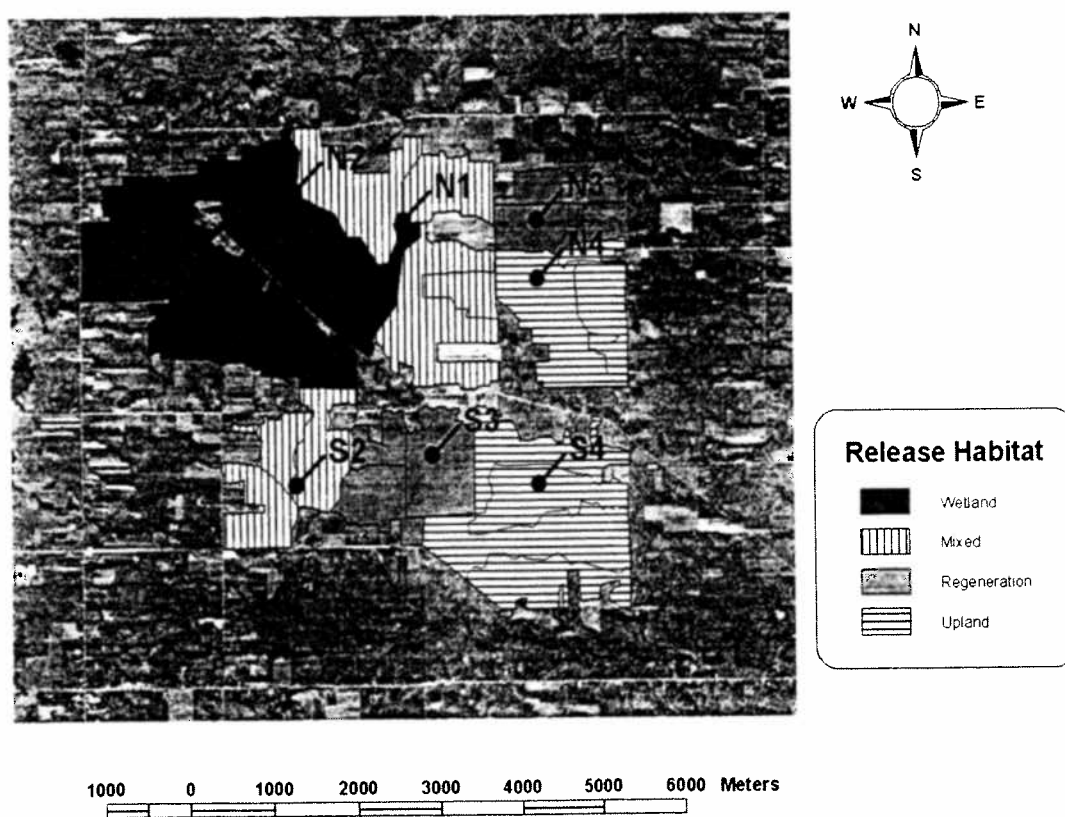 N
W E
S
N2
N1
N3
N4
S3
S2
S4
Release Habitat
Wetland
Mixed
Regeneration
Upland
1000 0 1000 2000 3000 4000 5000 6000 Meters